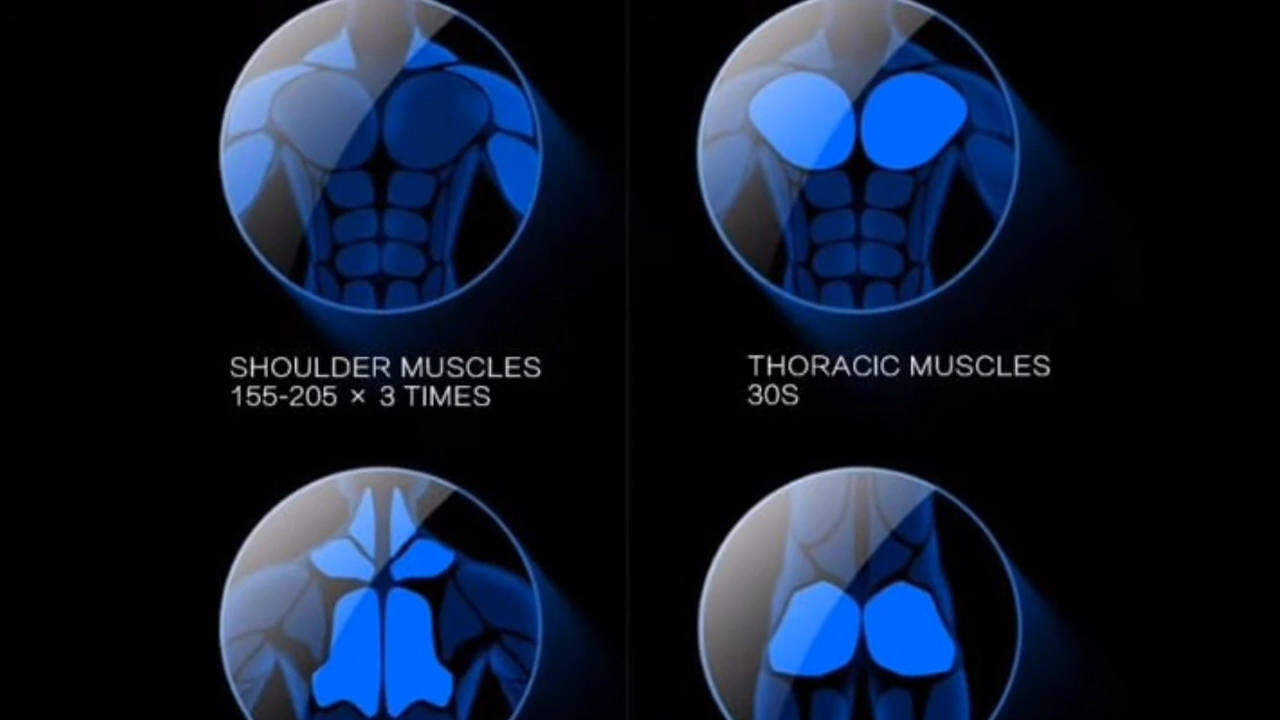 SHOULDER MUSCLES
155-205 × 3 TIMES
THORACIC MUSCLES
30S